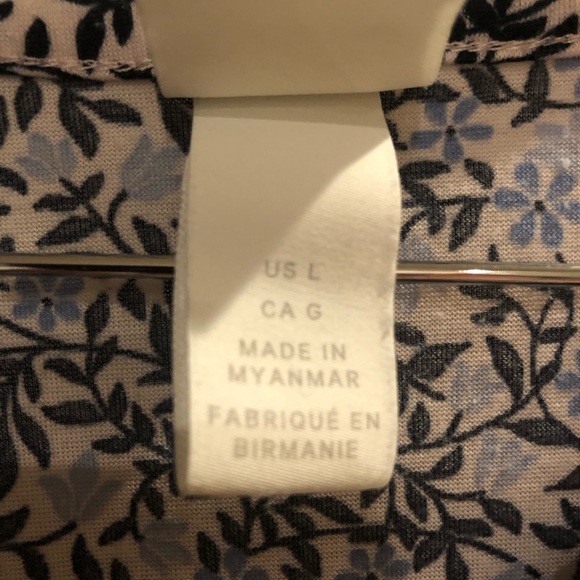 US L
CA G
MADE IN
MYANMAR
FABRIQUÉ EN
BIRMANIE